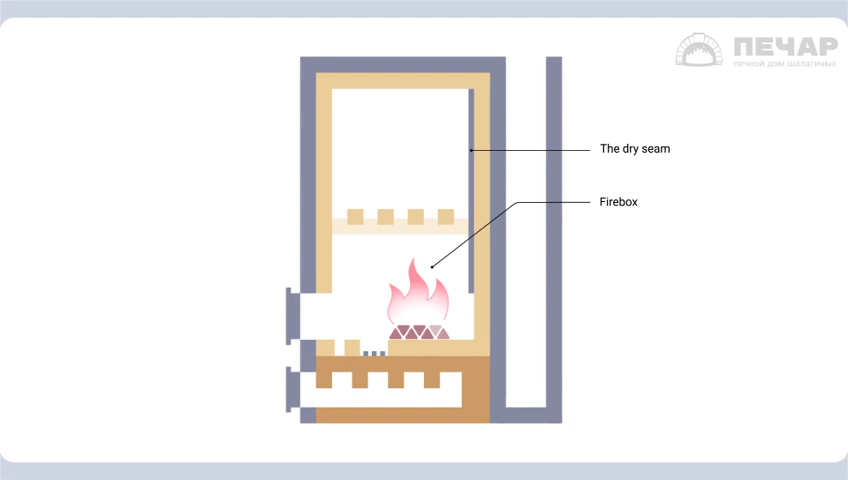 ПЕЧАР
печной дом шалагиных
The dry seam
Firebox